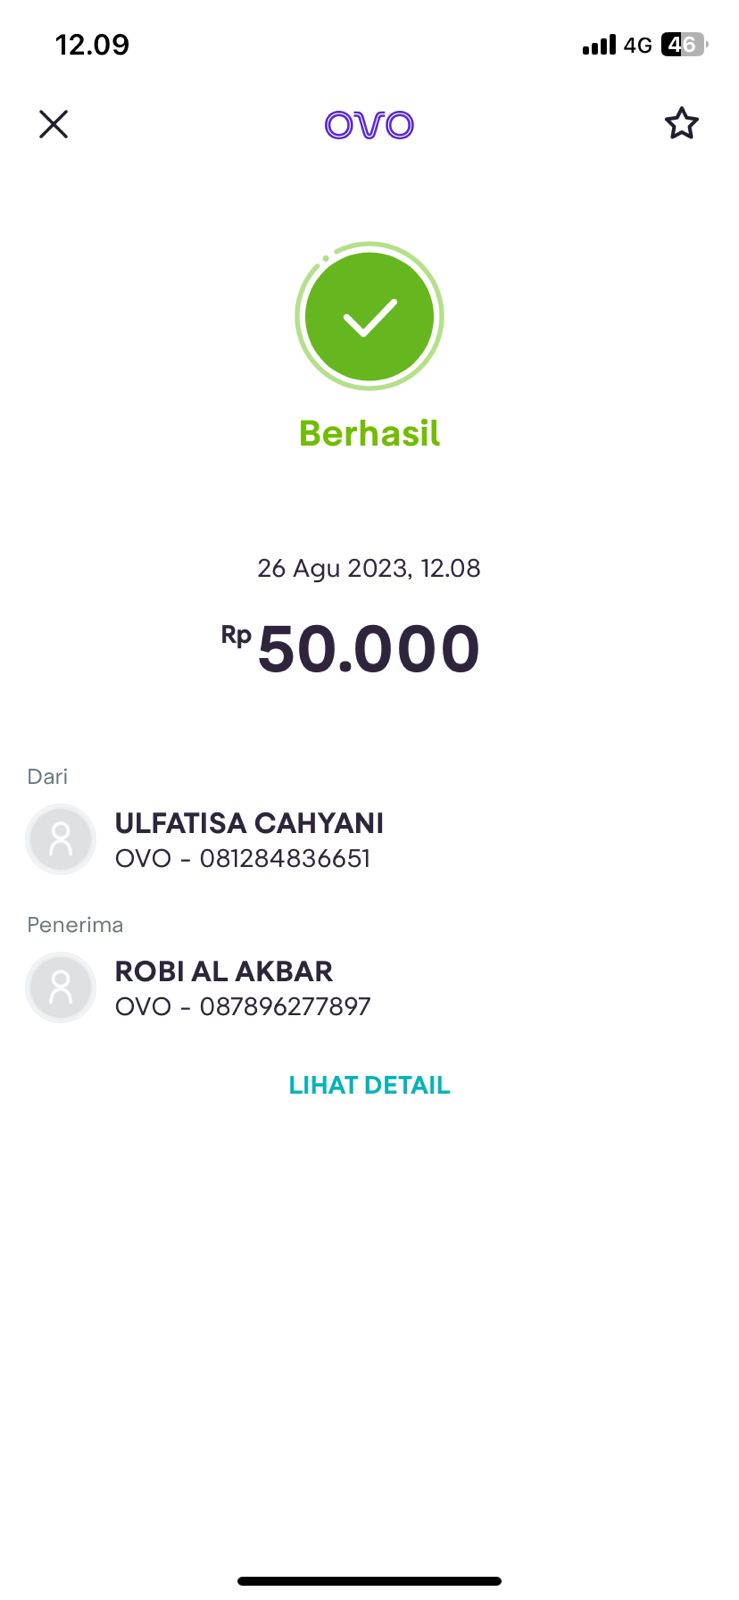 12.09
4G 46
OVO
Berhasil
26 Agu 2023, 12.08
Rp 50.000
Dari
ULFATISA CAHYANI
OVO - 081284836651
Penerima
ROBI AL AKBAR
OVO - 087896277897
LIHAT DETAIL